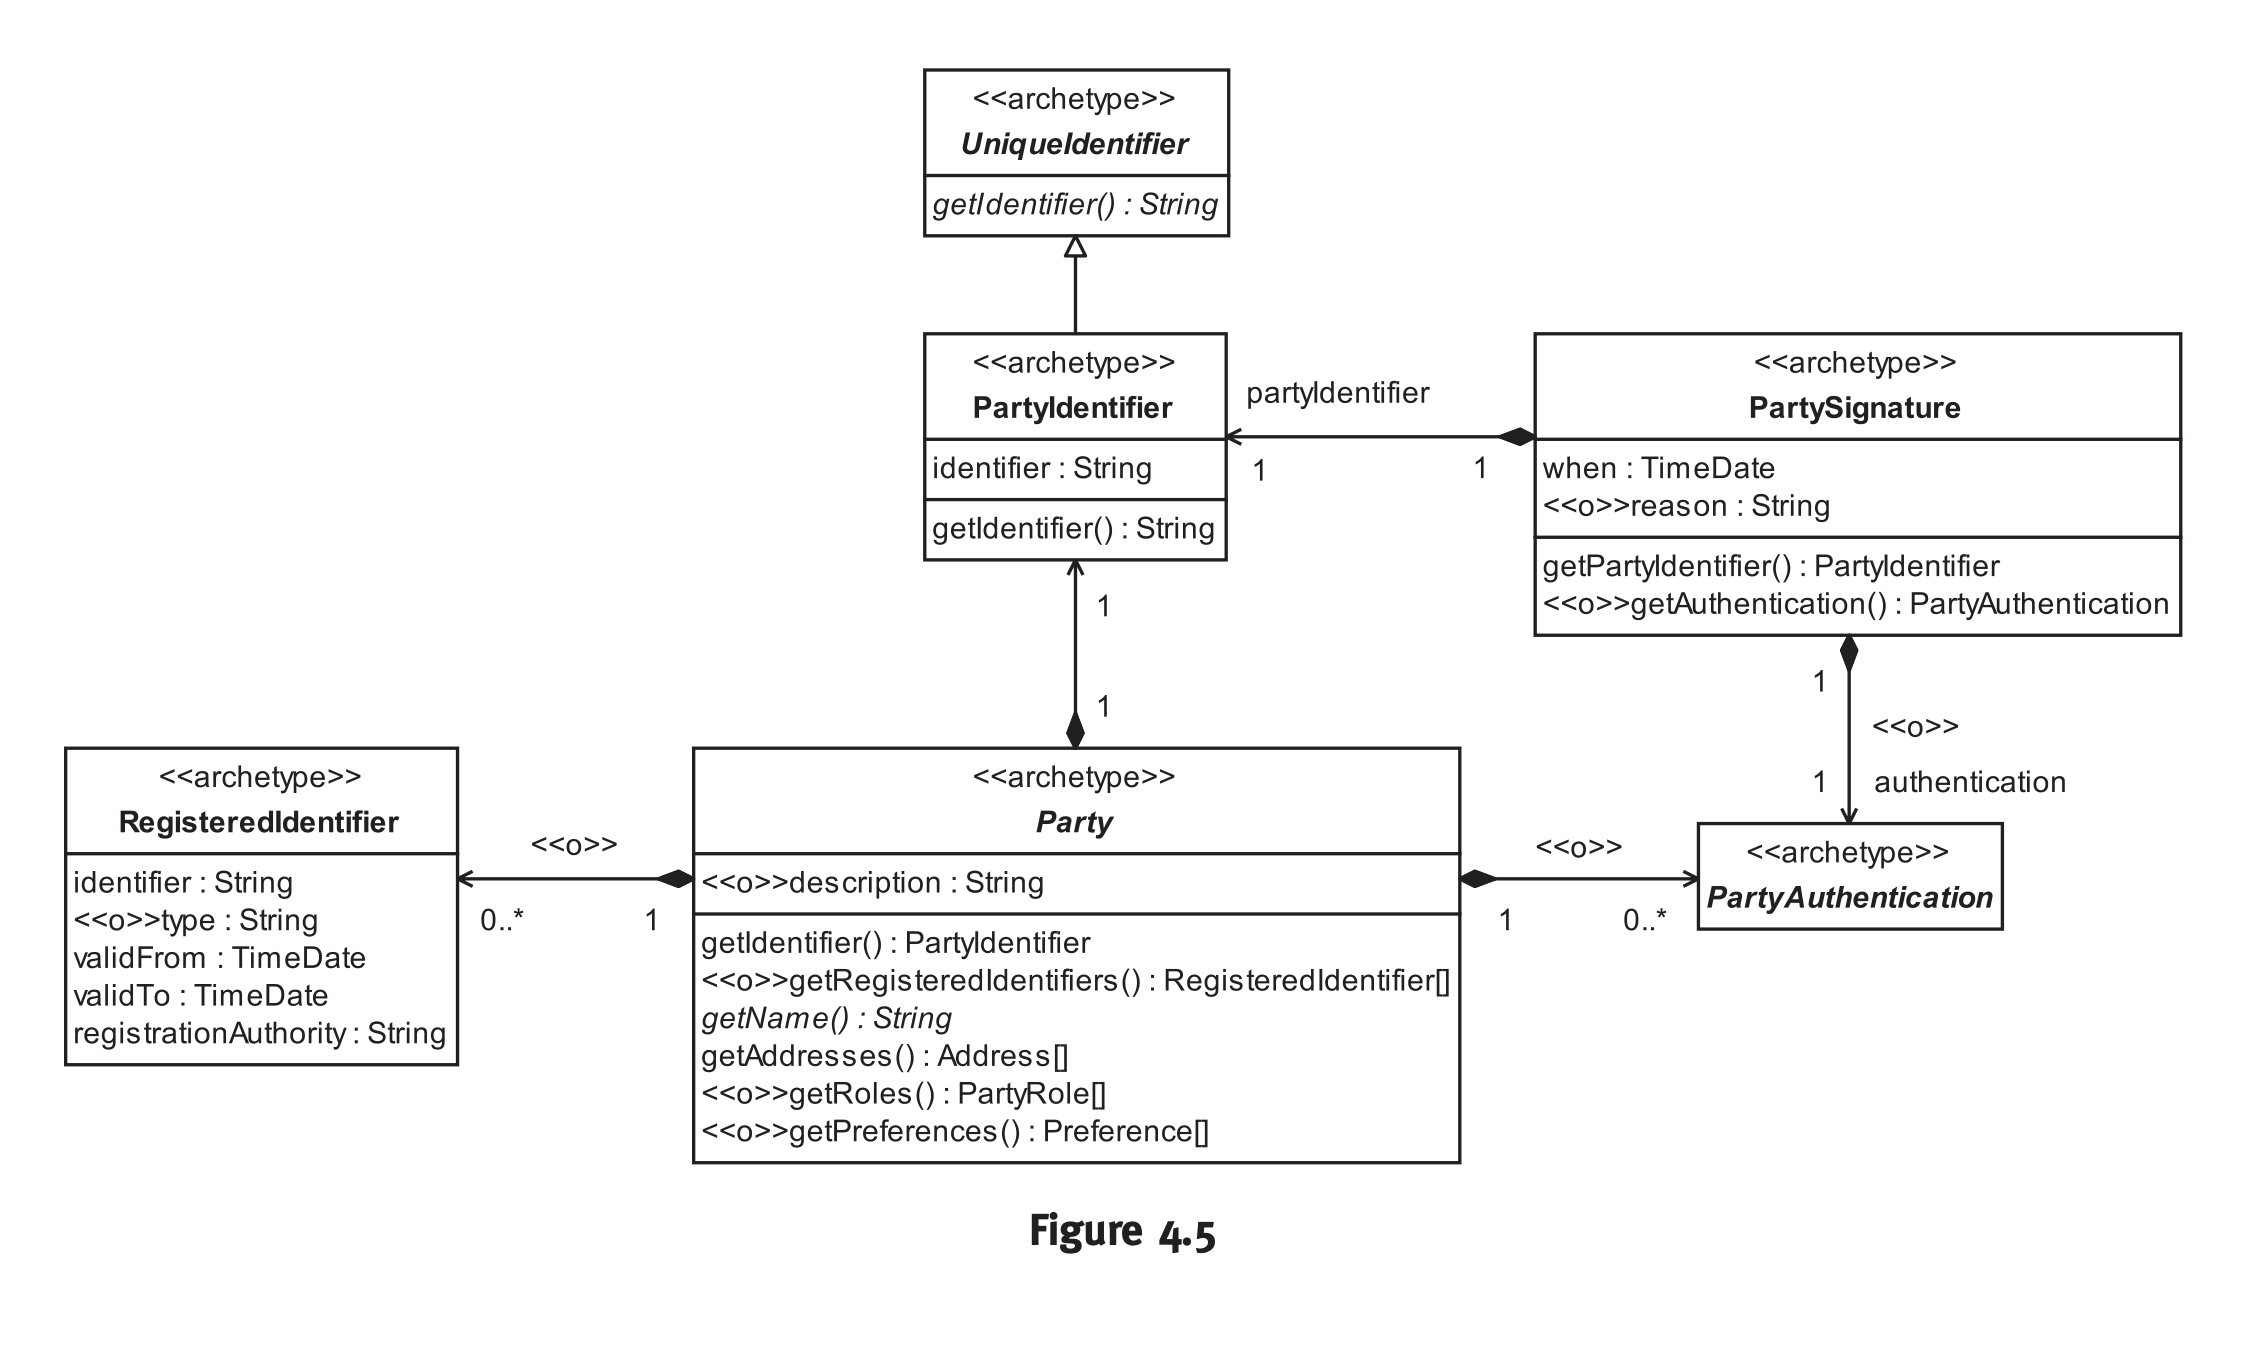 <<archetype>>
UniqueIdentifier
getIdentifier() : String
<<archetype>>
PartyIdentifier
identifier : String
getIdentifier() : String
partyIdentifier
1
1
<<archetype>>
PartySignature
when : TimeDate
<<o>>reason : String
getPartyIdentifier() : PartyIdentifier
<<o>>getAuthentication() : PartyAuthentication
1
1
1
<<o>>
1
authentication
<<archetype>>
RegisteredIdentifier
identifier : String
<<o>>type : String
validFrom : TimeDate
validTo : TimeDate
registrationAuthority : String
<<o>>
0..*
1
<<archetype>>
Party
<<o>>description : String
getIdentifier() : PartyIdentifier
<<o>>getRegisteredIdentifiers() : RegisteredIdentifier[]
getName() : String
getAddresses() : Address[]
<<o>>getRoles() : PartyRole[]
<<o>>getPreferences() : Preference[]
<<o>>
1
0..*
<<archetype>>
PartyAuthentication
Figure 4.5